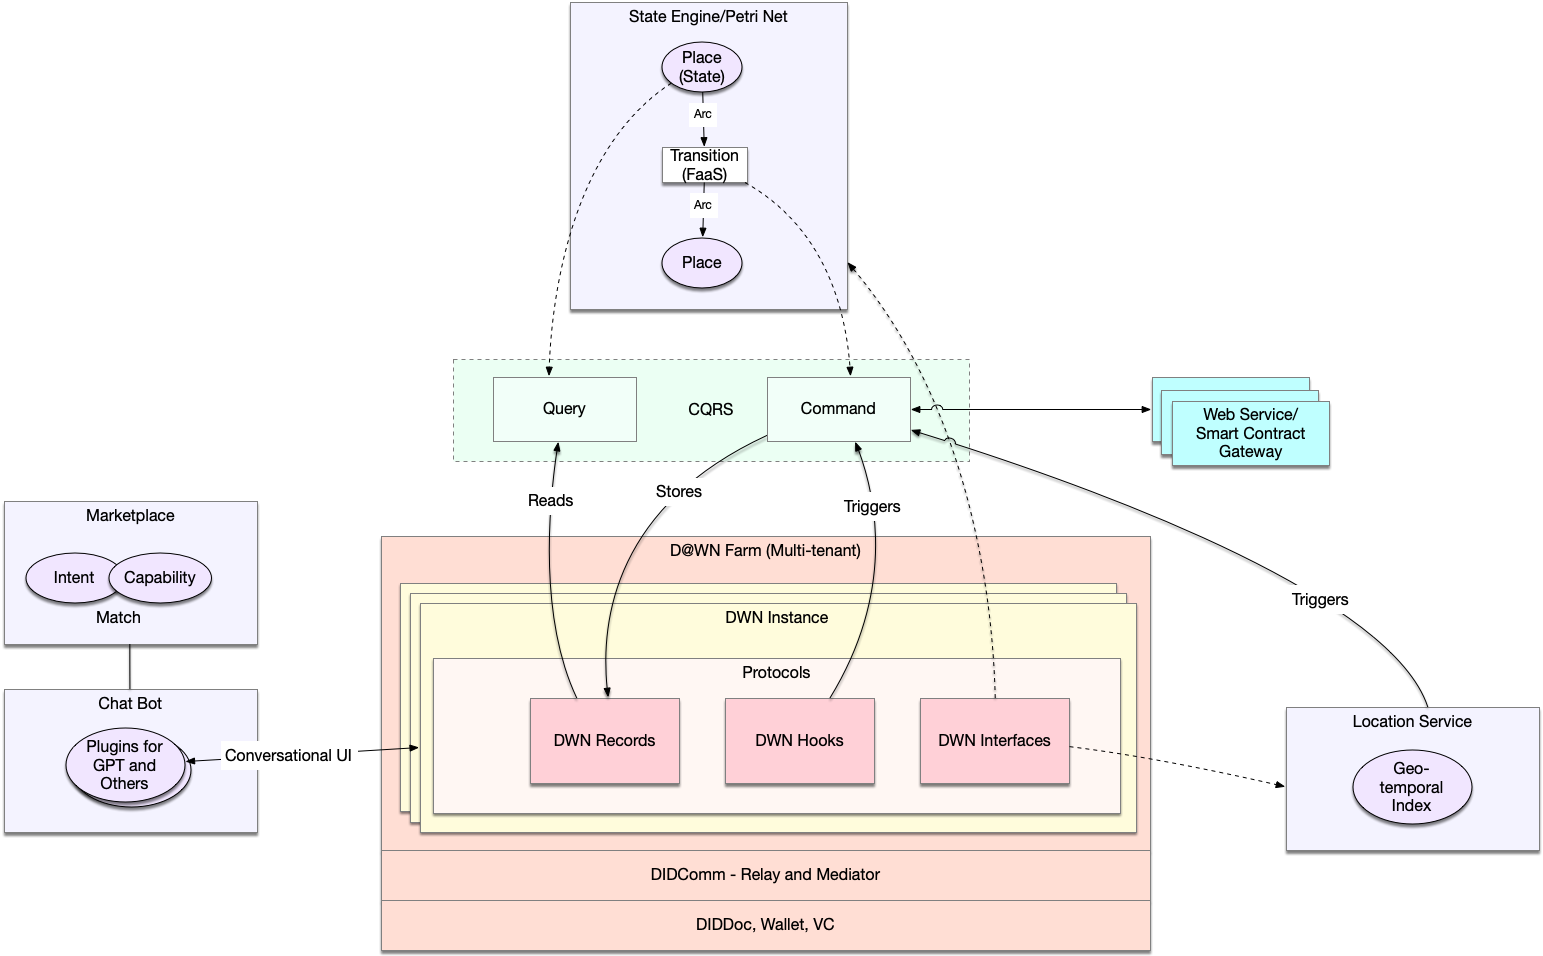 State Engine/Petri Net
Place
(State)
Arc
Transition
(FaaS)
Arc
Place
Query
CQRS
Command
Web Service/
Smart Contract
Gateway
Reads
Stores
Triggers
Marketplace
Intent
Capability
Match
D@WN Farm (Multi-tenant)
DWN Instance
Protocols
DWN Records
DWN Hooks
DWN Interfaces
Triggers
Chat Bot
Plugins for
GPT and
Others
Conversational UI
Location Service
Geo-
temporal
Index
DIDComm - Relay and Mediator
DIDDoc, Wallet, VC